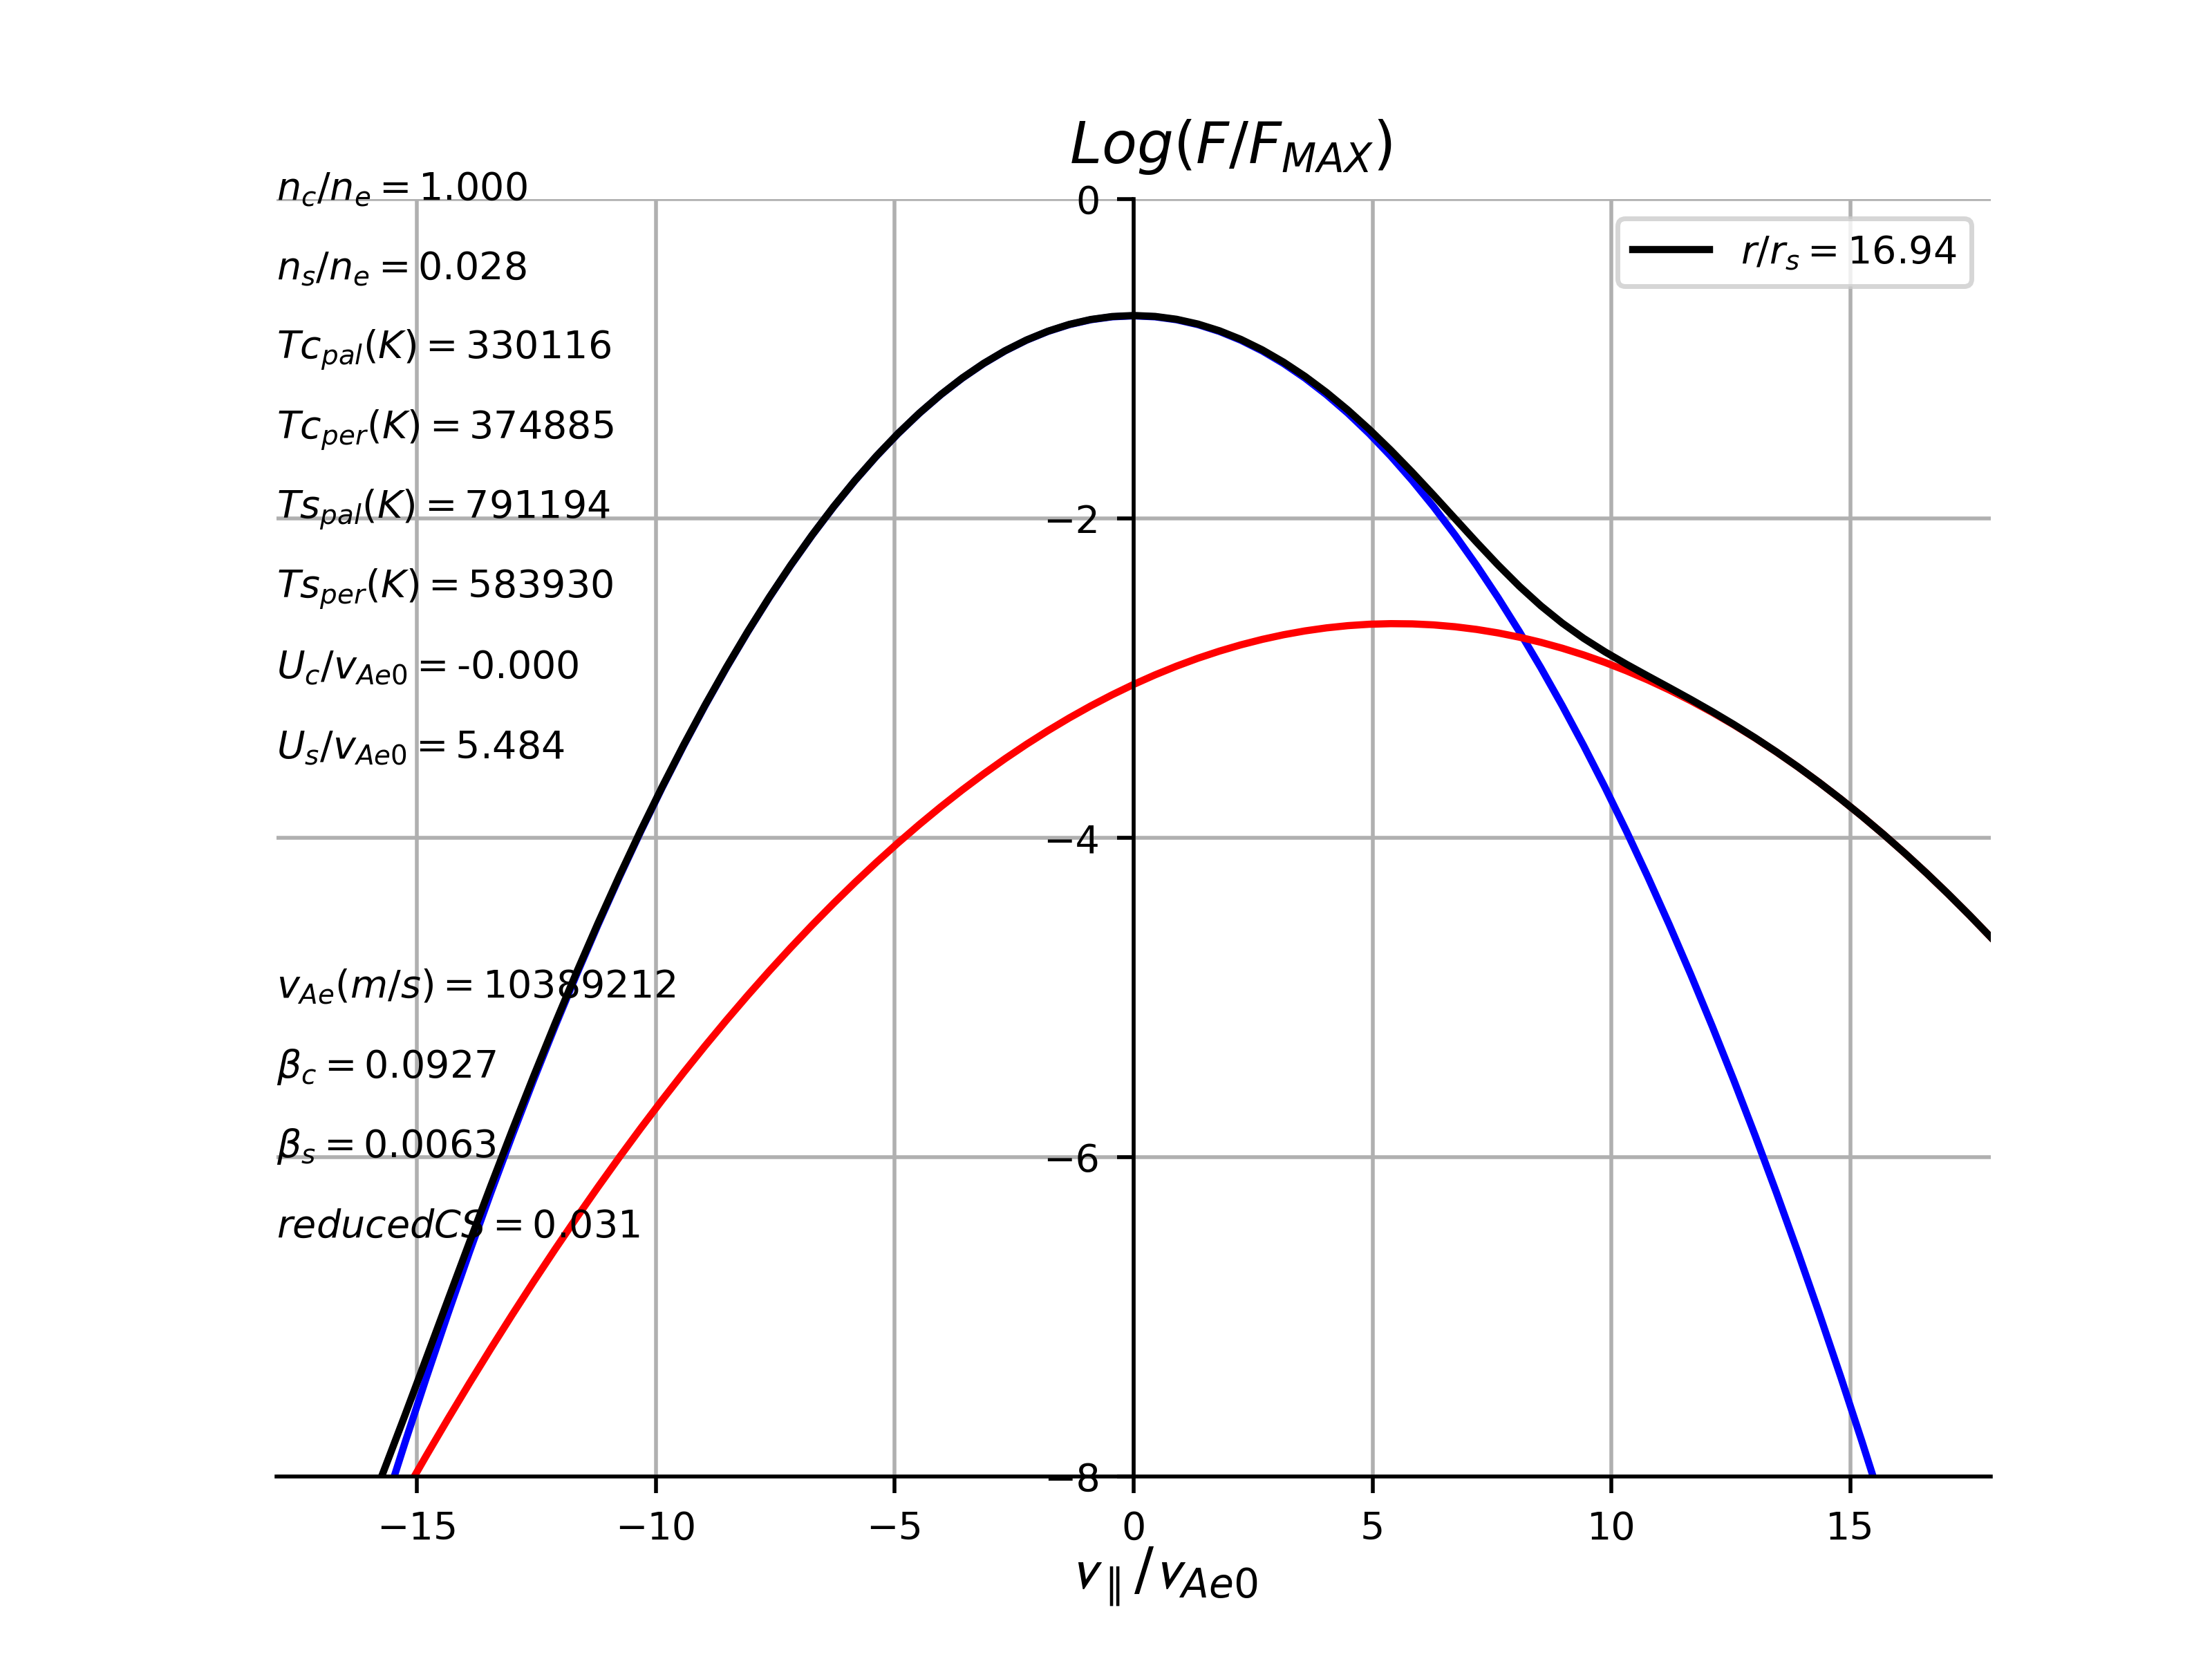 Log(F/F_MAX)
n_c/n_e = 1.000
0
r/r_s = 16.94
n_s/n_e = 0.028
Tc_pal(K) = 330116
Tc_per(K) = 374885
Ts_pal(K) = 791194
−2
Ts_per(K) = 583930
U_c/v_Ae0 = -0.000
U_s/v_Ae0 = 5.484
−4
v_Ae(m/s) = 10389212
β_c = 0.0927
β_s = 0.0063
−6
reducedCS = 0.031
−8
−15 −10 −5 0 5 10 15
v_∥/v_Ae0